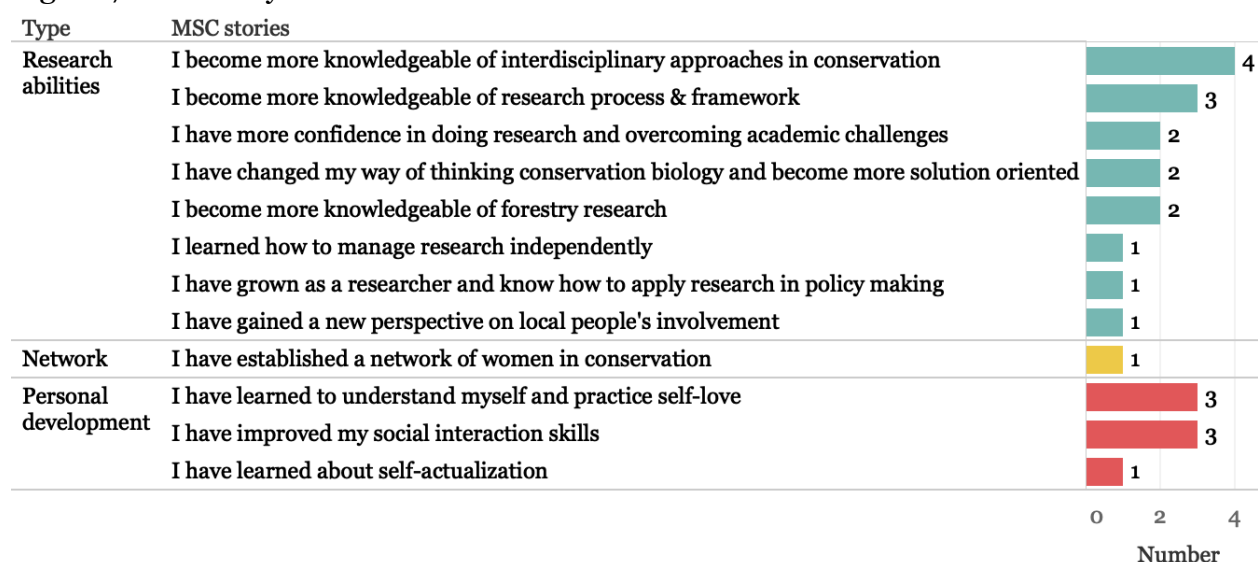 Type MSC stories
Research abilities
I become more knowledgeable of interdisciplinary approaches in conservation 4
I become more knowledgeable of research process & framework 3
I have more confidence in doing research and overcoming academic challenges 2
I have changed my way of thinking conservation biology and become more solution oriented 2
I become more knowledgeable of forestry research 2
I learned how to manage research independently 1
I have grown as a researcher and know how to apply research in policy making 1
I have gained a new perspective on local people's involvement 1
Network I have established a network of women in conservation 1
Personal development
I have learned to understand myself and practice self-love 3
I have improved my social interaction skills 3
I have learned about self-actualization 1
0 2 4
Number